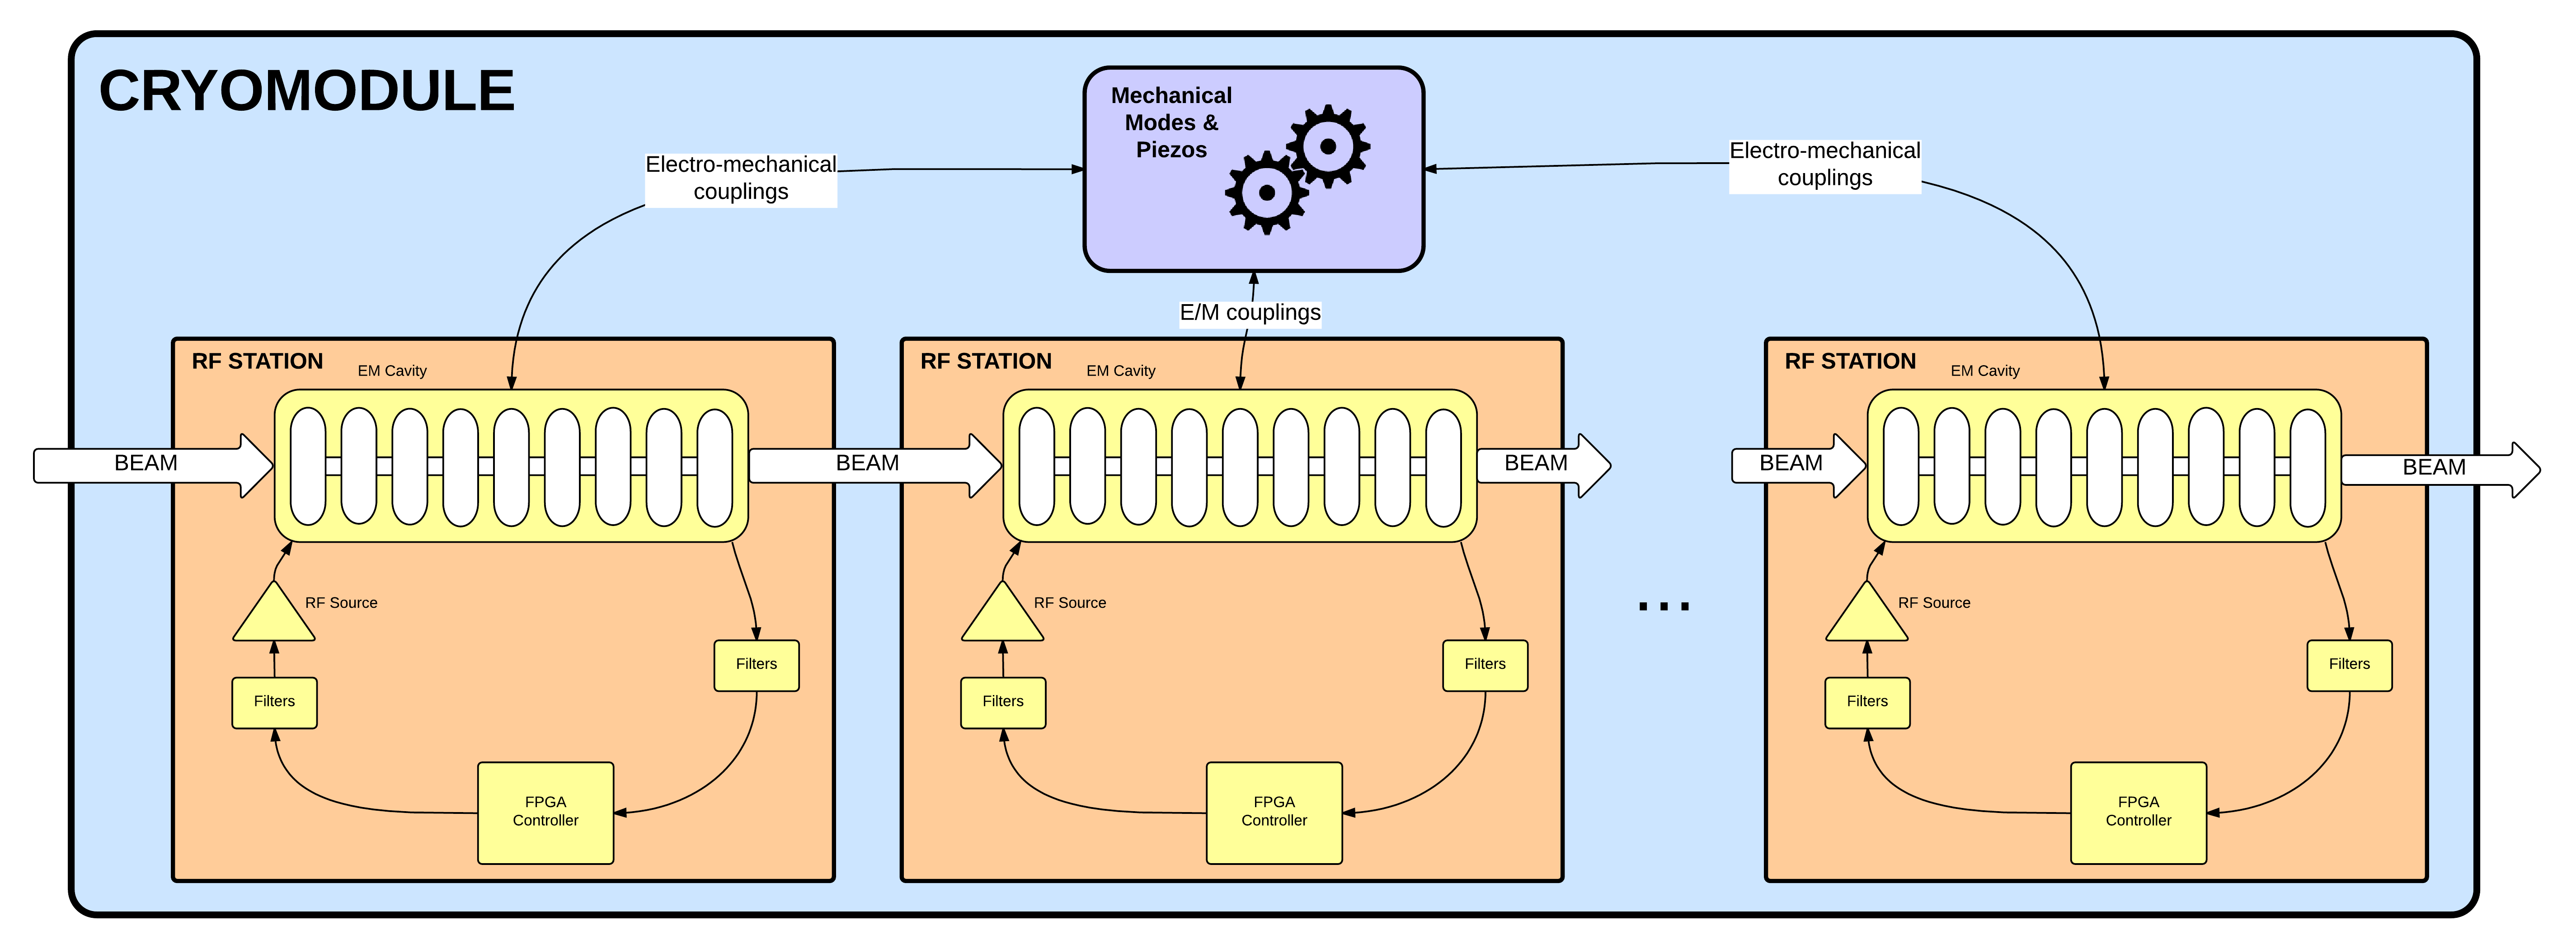 CRYOMODULE
Mechanical
Modes &
Piezos
Electro-mechanical
couplings
Electro-mechanical
couplings
E/M couplings
RF STATION
EM Cavity
BEAM
BEAM
RF Source
Filters
Filters
FPGA
Controller
RF STATION
EM Cavity
BEAM
RF Source
Filters
Filters
FPGA
Controller
...
RF STATION
EM Cavity
BEAM
BEAM
RF Source
Filters
Filters
FPGA
Controller